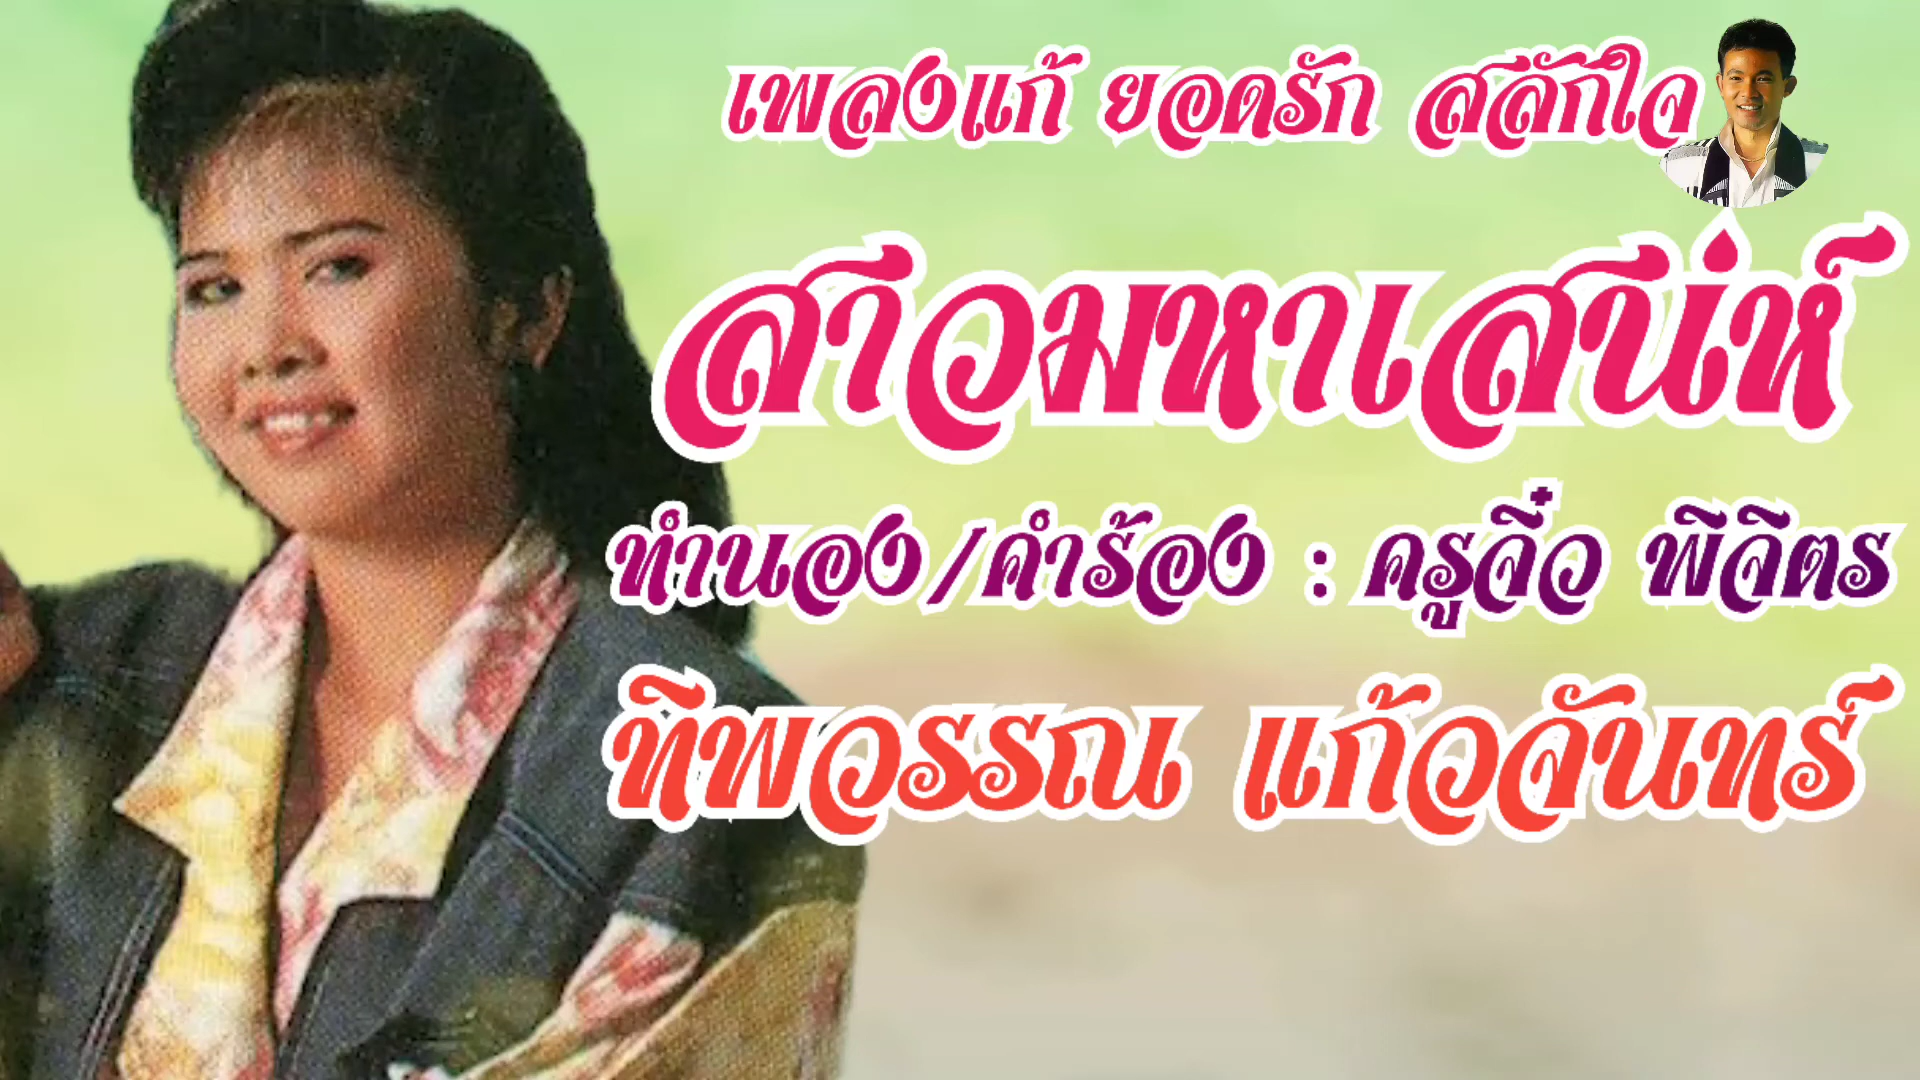 เพลงแก้ ยอดรัก สลักใจ
สาวมหาเสน่ห์
ทำนอง/คำร้อง : ครูจิ๋ว พิจิตร
ทิพวรรณ แก้วจันทร์